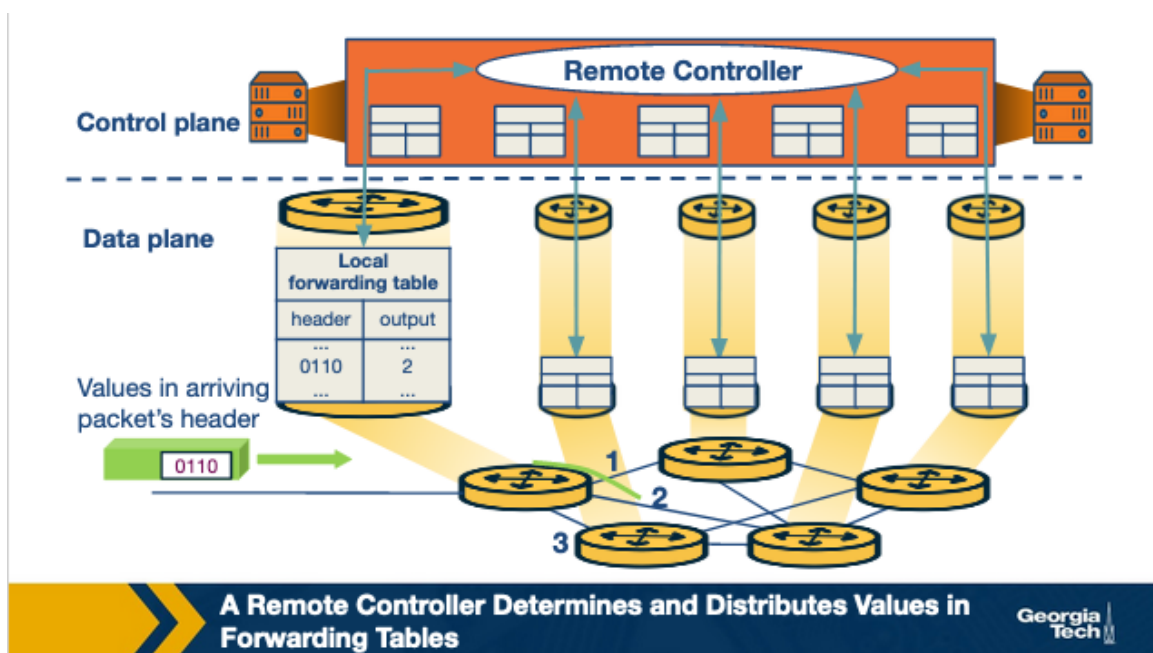 Remote Controller
Control plane
Data plane
Local
forwarding table
header output
... ...
0110 2
... ...
Values in arriving
packet's header
0110
1
2
3
A Remote Controller Determines and Distributes Values in
Forwarding Tables
Georgia
Tech